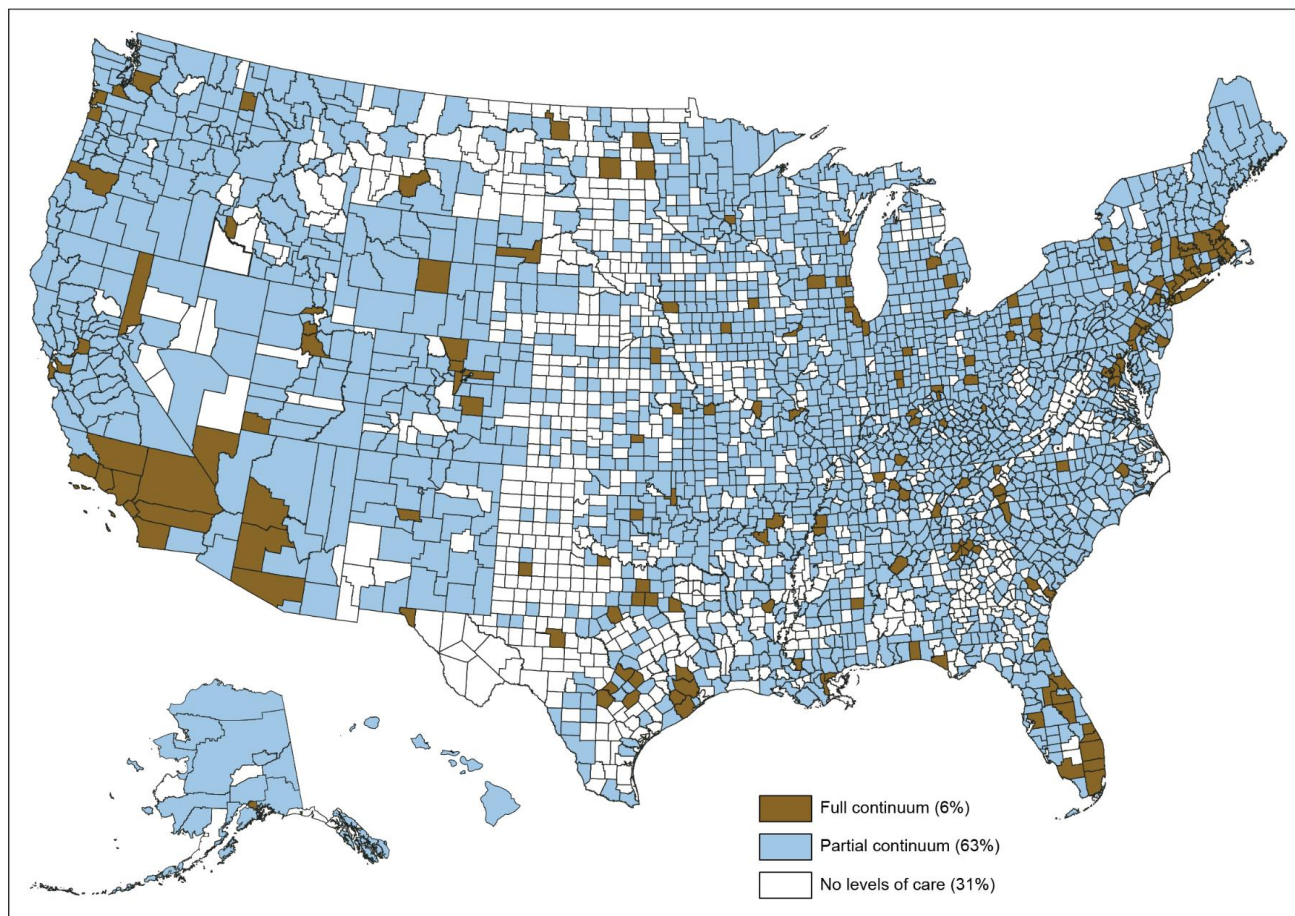 Full continuum (6%)
Partial continuum (63%)
No levels of care (31%)